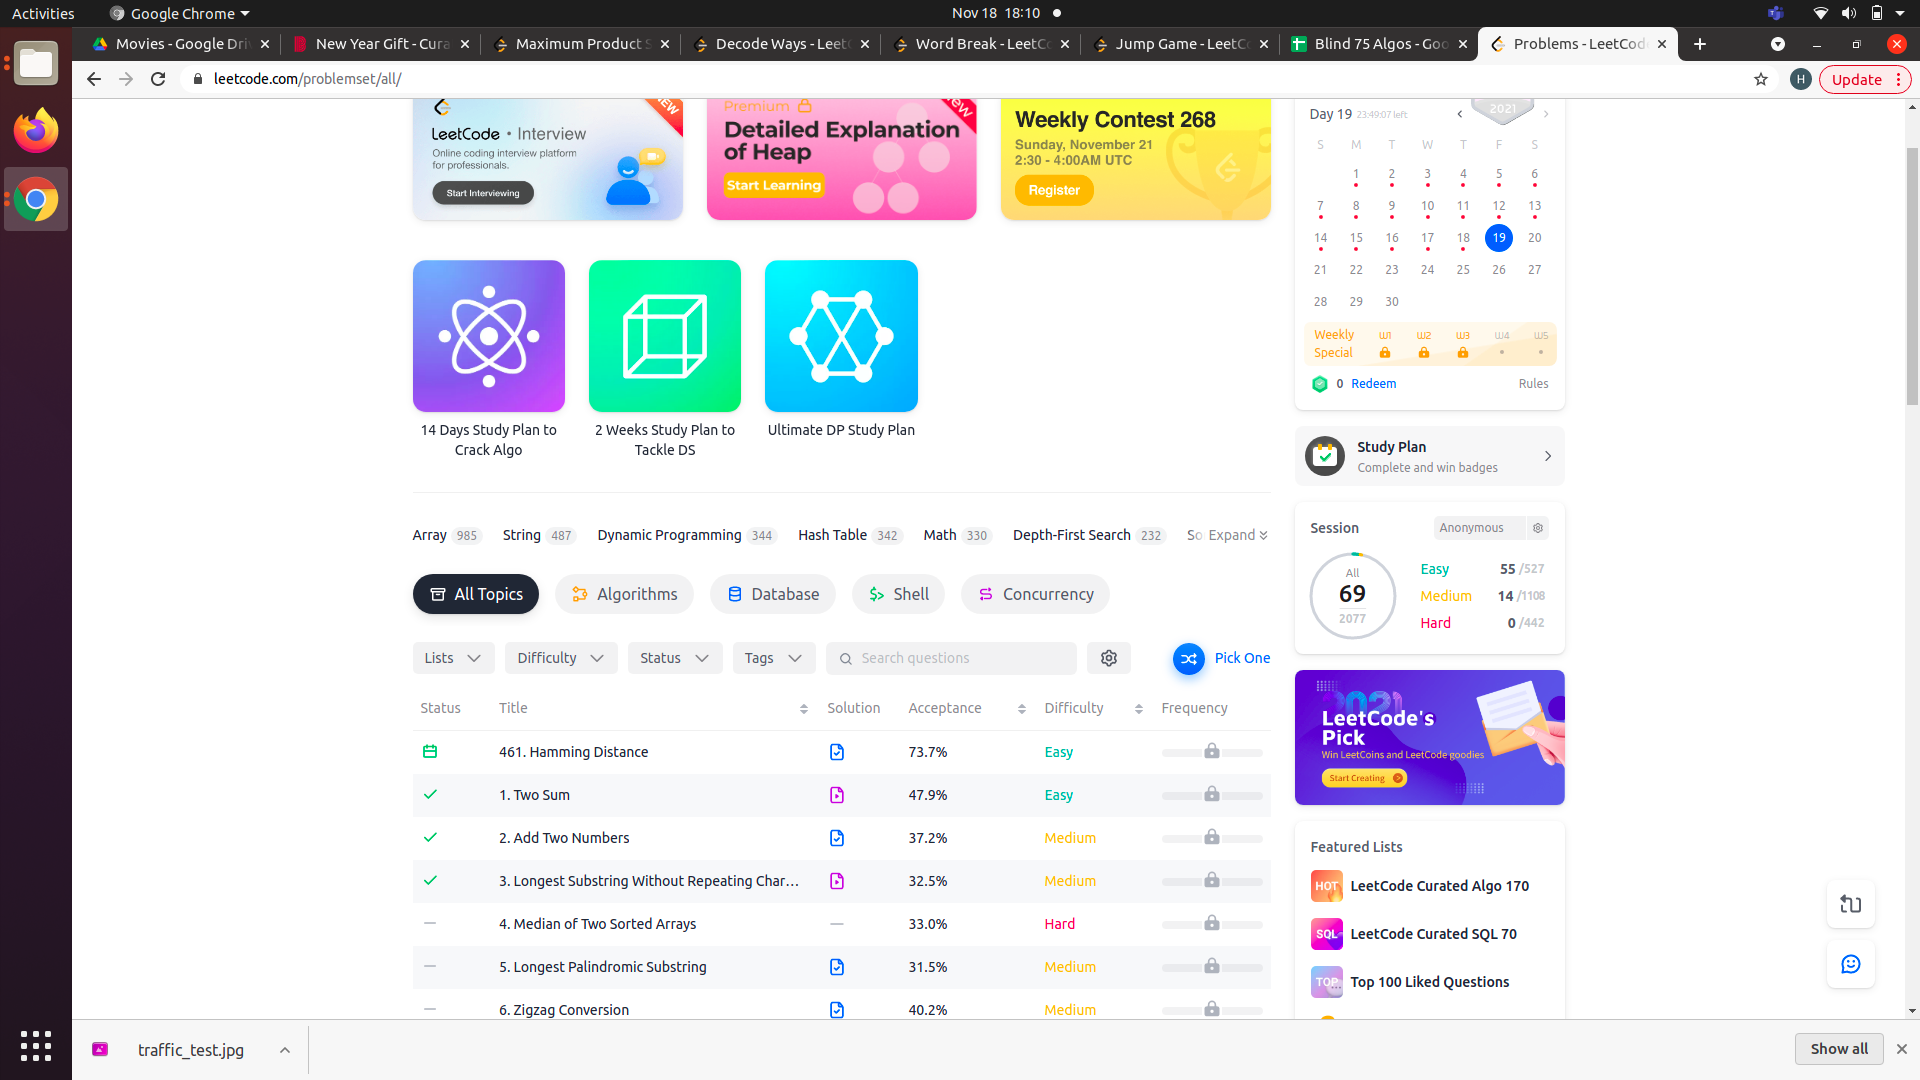 Activities
Google Chrome
Nov 18 18:10
Movies - Google Dri
New Year Gift - Cura
Maximum Product S
Decode Ways - Leet
Word Break - LeetCo
Jump Game - LeetCo
Blind 75 Algos - Goo
Problems - LeetCode
leetcode.com/problemset/all/
H
Update
LeetCode • Interview
Online coding interview platform
for professionals.
Start Interviewing
NEW
Premium
Detailed Explanation
of Heap
Start Learning
New
Weekly Contest 268
Sunday, November 21
2:30 - 4:00AM UTC
Register
Day 19 23:49:07 left
2021
S M T W T F S
1 2 3 4 5 6
7 8 9 10 11 12 13
14 15 16 17 18 19 20
21 22 23 24 25 26 27
28 29 30
Weekly
Special
W1 W2 W3 W4 W5
0 Redeem
Rules
14 Days Study Plan to
Crack Algo
2 Weeks Study Plan to
Tackle DS
Ultimate DP Study Plan
Study Plan
Complete and win badges
Array 985 String 487 Dynamic Programming 344 Hash Table 342 Math 330 Depth-First Search 232 So Expand
All Topics
Algorithms
Database
Shell
Concurrency
Session
Anonymous
All
69
2077
Easy 55 /527
Medium 14 /1108
Hard 0 /442
Lists
Difficulty
Status
Tags
Search questions
Pick One
Status Title Solution Acceptance Difficulty Frequency
461. Hamming Distance 73.7% Easy
1. Two Sum 47.9% Easy
2. Add Two Numbers 37.2% Medium
3. Longest Substring Without Repeating Char... 32.5% Medium
4. Median of Two Sorted Arrays 33.0% Hard
5. Longest Palindromic Substring 31.5% Medium
6. Zigzag Conversion 40.2% Medium
2021
LeetCode's
Pick
Win LeetCoins and LeetCode goodies
Start Creating
Featured Lists
HOT LeetCode Curated Algo 170
SQL LeetCode Curated SQL 70
TOP Top 100 Liked Questions
traffic_test.jpg
Show all